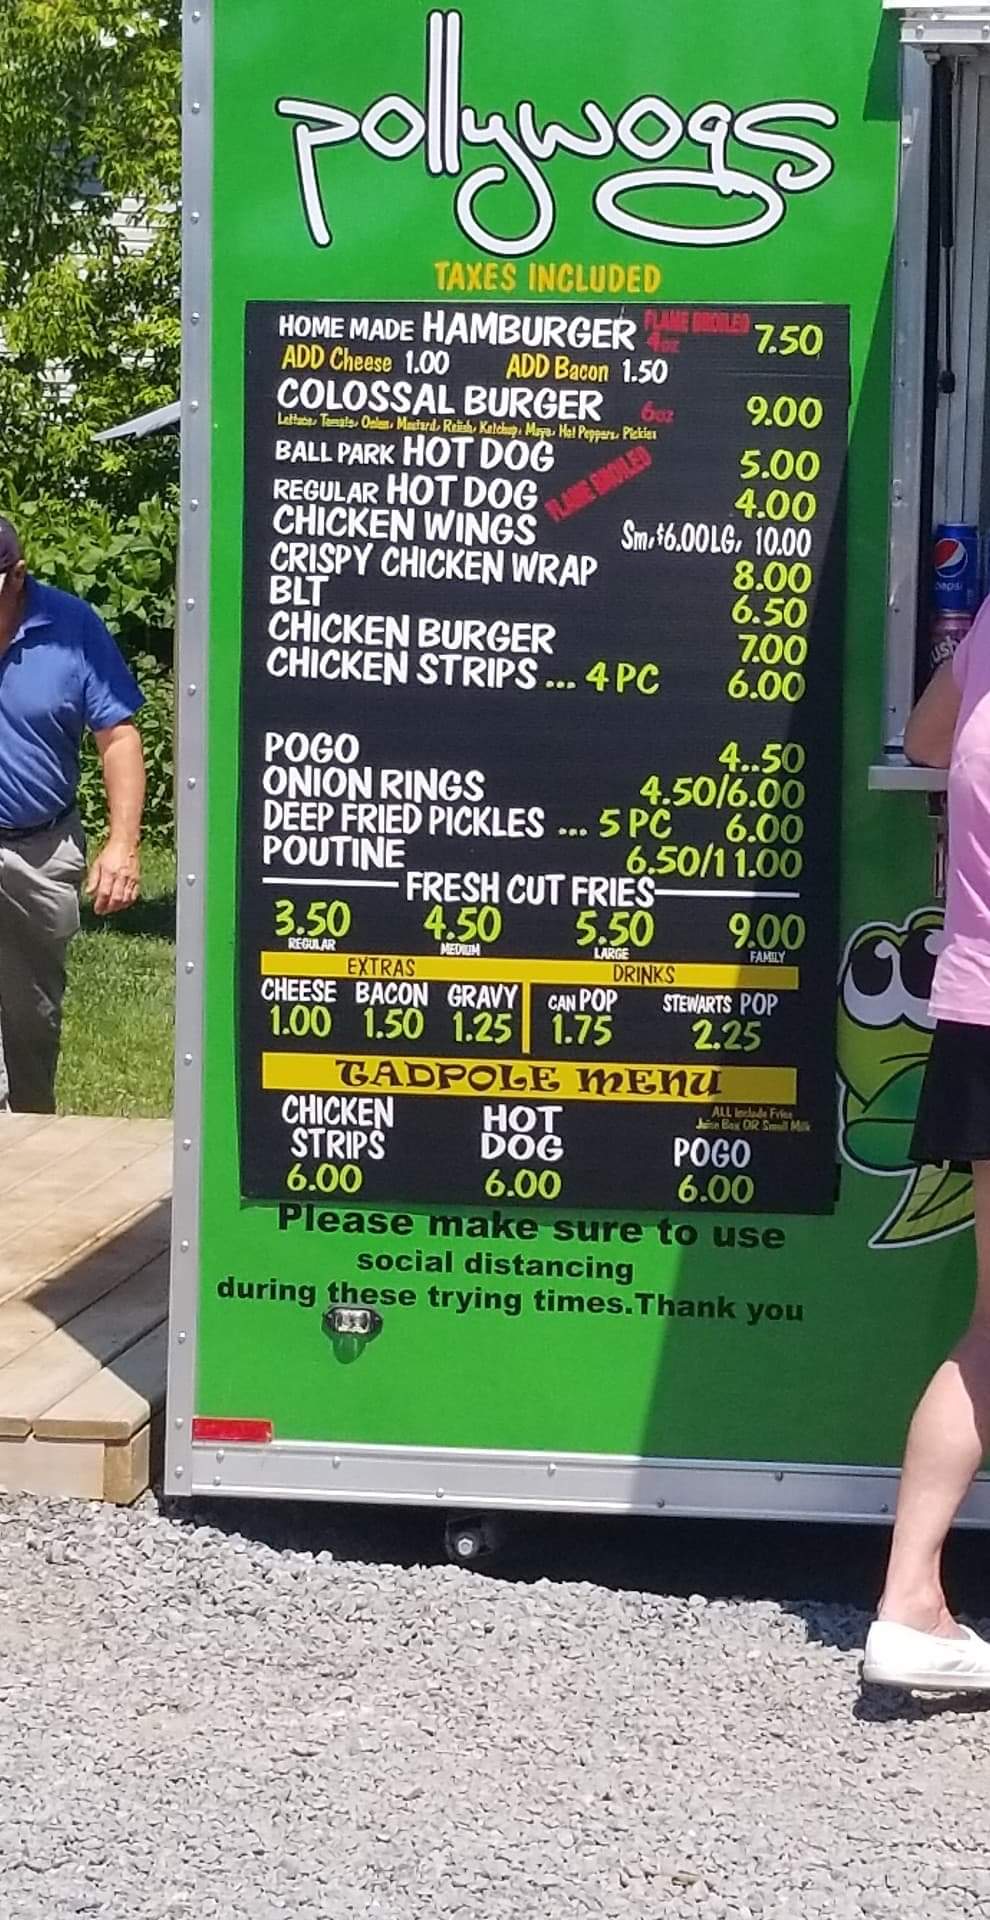 pollywogs
TAXES INCLUDED
HOME MADE HAMBURGER FLAME BROILED 4oz 7.50
ADD Cheese 1.00 ADD Bacon 1.50
COLOSSAL BURGER 6oz 9.00
Lettuce, Tomato, Onion, Mustard, Relish, Ketchup, Mayo, Hot Peppers, Pickles
BALL PARK HOT DOG 5.00
REGULAR HOT DOG FLAME BROILED 4.00
CHICKEN WINGS Sm.$6.00 LG. 10.00
CRISPY CHICKEN WRAP 8.00
BLT 6.50
CHICKEN BURGER 7.00
CHICKEN STRIPS ... 4 PC 6.00
POGO 4..50
ONION RINGS 4.50/6.00
DEEP FRIED PICKLES ... 5 PC 6.00
POUTINE 6.50/11.00
FRESH CUT FRIES
3.50 4.50 5.50 9.00
REGULAR MEDIUM LARGE FAMILY
EXTRAS DRINKS
CHEESE BACON GRAVY CAN POP STEWARTS POP
1.00 1.50 1.25 1.75 2.25
TADPOLE MENU
ALL Include Fries
Juice Box OR Small Milk
CHICKEN STRIPS HOT DOG POGO
6.00 6.00 6.00
Please make sure to use
social distancing
during these trying times.Thank you
pepsi